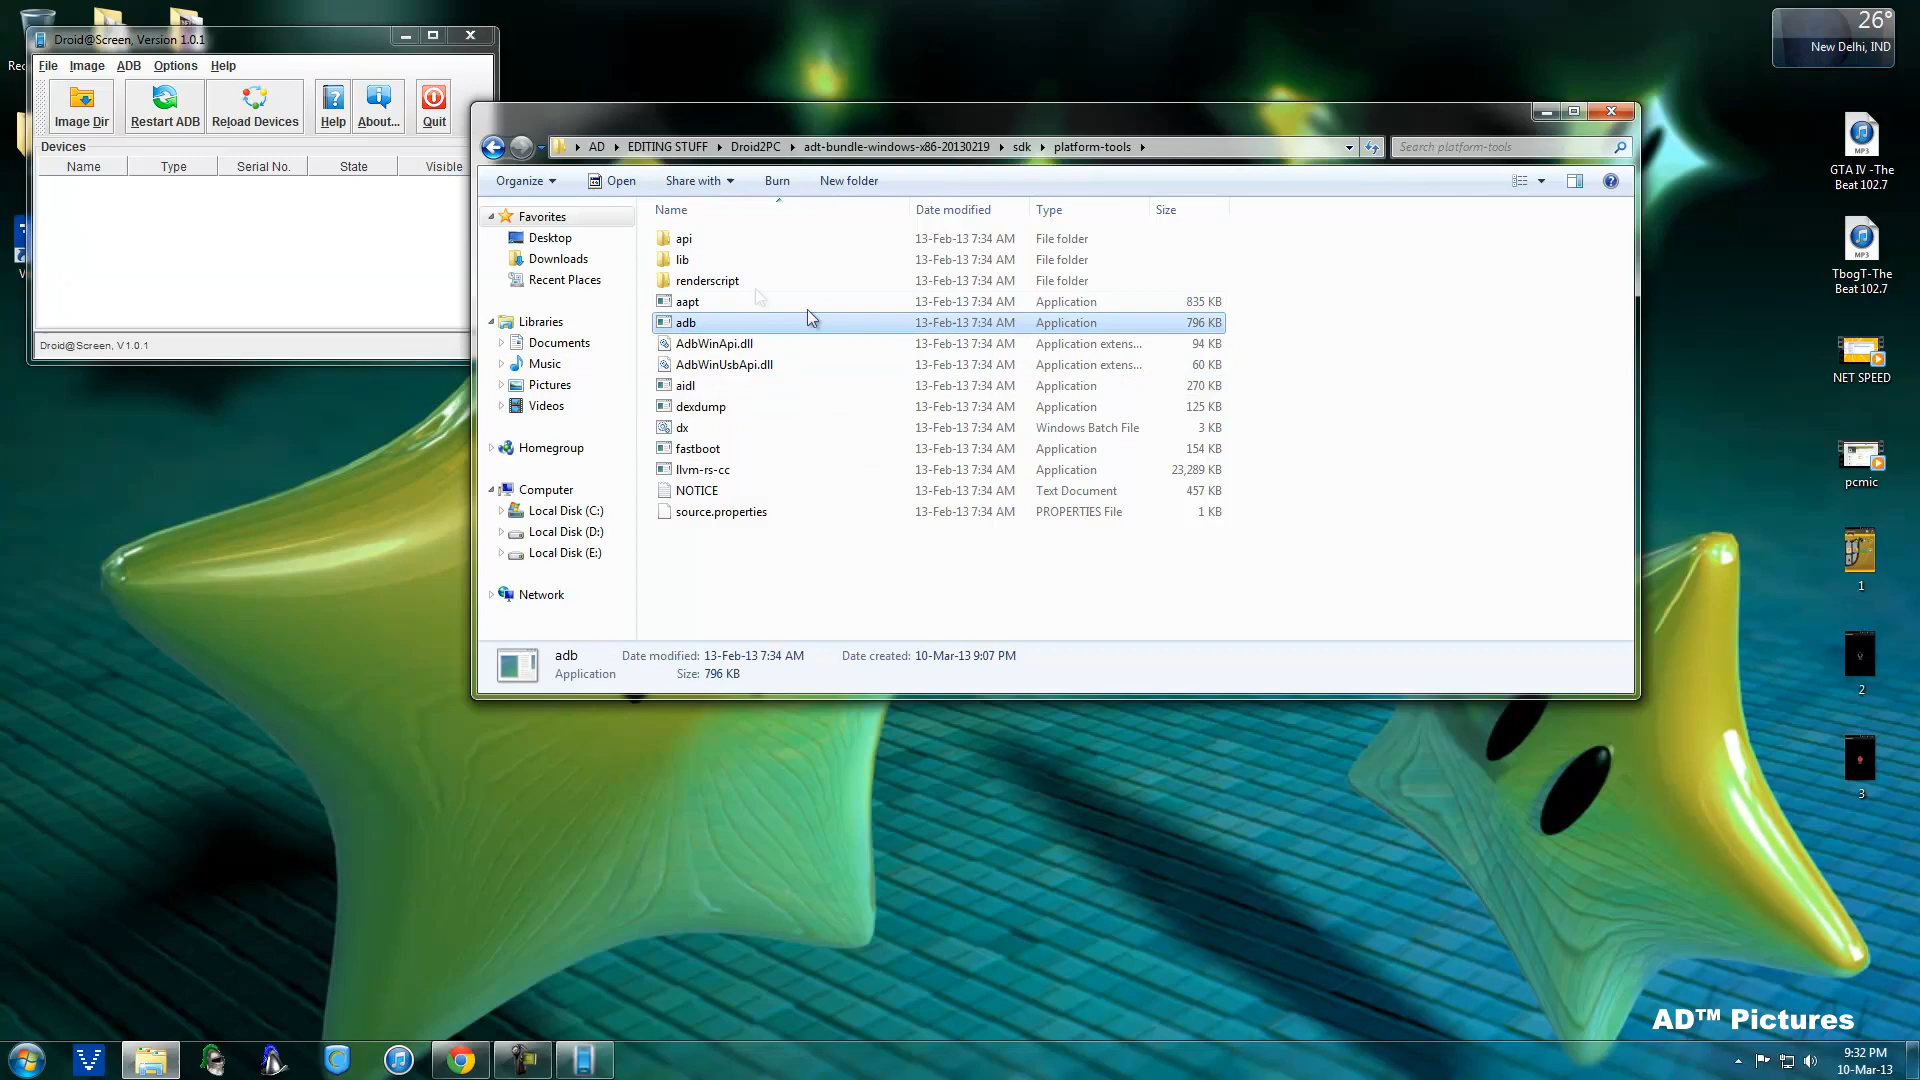 Droid@Screen, Version 1.0.1
File Image ADB Options Help
Image Dir Restart ADB Reload Devices Help About... Quit
Devices
Name Type Serial No. State Visible
Droid@Screen, V1.0.1
AD EDITING STUFF Droid2PC adt-bundle-windows-x86-20130219 sdk platform-tools
Search platform-tools
Organize Open Share with Burn New folder
Favorites
Desktop
Downloads
Recent Places
Libraries
Documents
Music
Pictures
Videos
Homegroup
Computer
Local Disk (C:)
Local Disk (D:)
Local Disk (E:)
Network
Name Date modified Type Size
api 13-Feb-13 7:34 AM File folder
lib 13-Feb-13 7:34 AM File folder
renderscript 13-Feb-13 7:34 AM File folder
aapt 13-Feb-13 7:34 AM Application 835 KB
adb 13-Feb-13 7:34 AM Application 796 KB
AdbWinApi.dll 13-Feb-13 7:34 AM Application extens... 94 KB
AdbWinUsbApi.dll 13-Feb-13 7:34 AM Application extens... 60 KB
aidl 13-Feb-13 7:34 AM Application 270 KB
dexdump 13-Feb-13 7:34 AM Application 125 KB
dx 13-Feb-13 7:34 AM Windows Batch File 3 KB
fastboot 13-Feb-13 7:34 AM Application 154 KB
llvm-rs-cc 13-Feb-13 7:34 AM Application 23,289 KB
NOTICE 13-Feb-13 7:34 AM Text Document 457 KB
source.properties 13-Feb-13 7:34 AM PROPERTIES File 1 KB
adb Date modified: 13-Feb-13 7:34 AM Date created: 10-Mar-13 9:07 PM
Application Size: 796 KB
26°
New Delhi, IND
MP3
GTA IV -The
Beat 102.7
MP3
TbogT-The
Beat 102.7
NET SPEED
pcmic
1
2
3
AD™ Pictures
9:32 PM
10-Mar-13